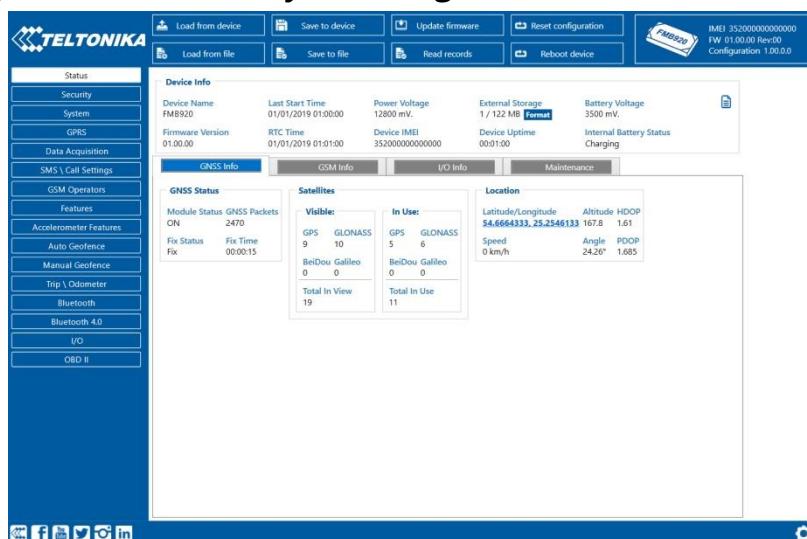 TELTONIKA
Load from device
Save to device
Update firmware
Reset configuration
Load from file
Save to file
Read records
Reboot device
FMB920
IMEI 352000000000000
FW 01.00.00 Rev:00
Configuration 1.00.0.0
Status
Security
System
GPRS
Data Acquisition
SMS \ Call Settings
GSM Operators
Features
Accelerometer Features
Auto Geofence
Manual Geofence
Trip \ Odometer
Bluetooth
Bluetooth 4.0
I/O
OBD II
Device Info
Device Name Last Start Time Power Voltage External Storage Battery Voltage
FMB920 01/01/2019 01:00:00 12800 mV. 1 / 122 MB Format 3500 mV.
Firmware Version RTC Time Device IMEI Device Uptime Internal Battery Status
01.00.00 01/01/2019 01:01:00 352000000000000 00:01:00 Charging
GNSS Info GSM Info I/O Info Maintenance
GNSS Status
Module Status GNSS Packets
ON 2470
Fix Status Fix Time
Fix 00:00:15
Satellites
Visible:
GPS GLONASS
9 10
BeiDou Galileo
0 0
Total In View
19
In Use:
GPS GLONASS
5 6
BeiDou Galileo
0 0
Total In Use
11
Location
Latitude/Longitude Altitude HDOP
54.6664333, 25.2546133 167.8 1.61
Speed Angle PDOP
0 km/h 24.26° 1.685